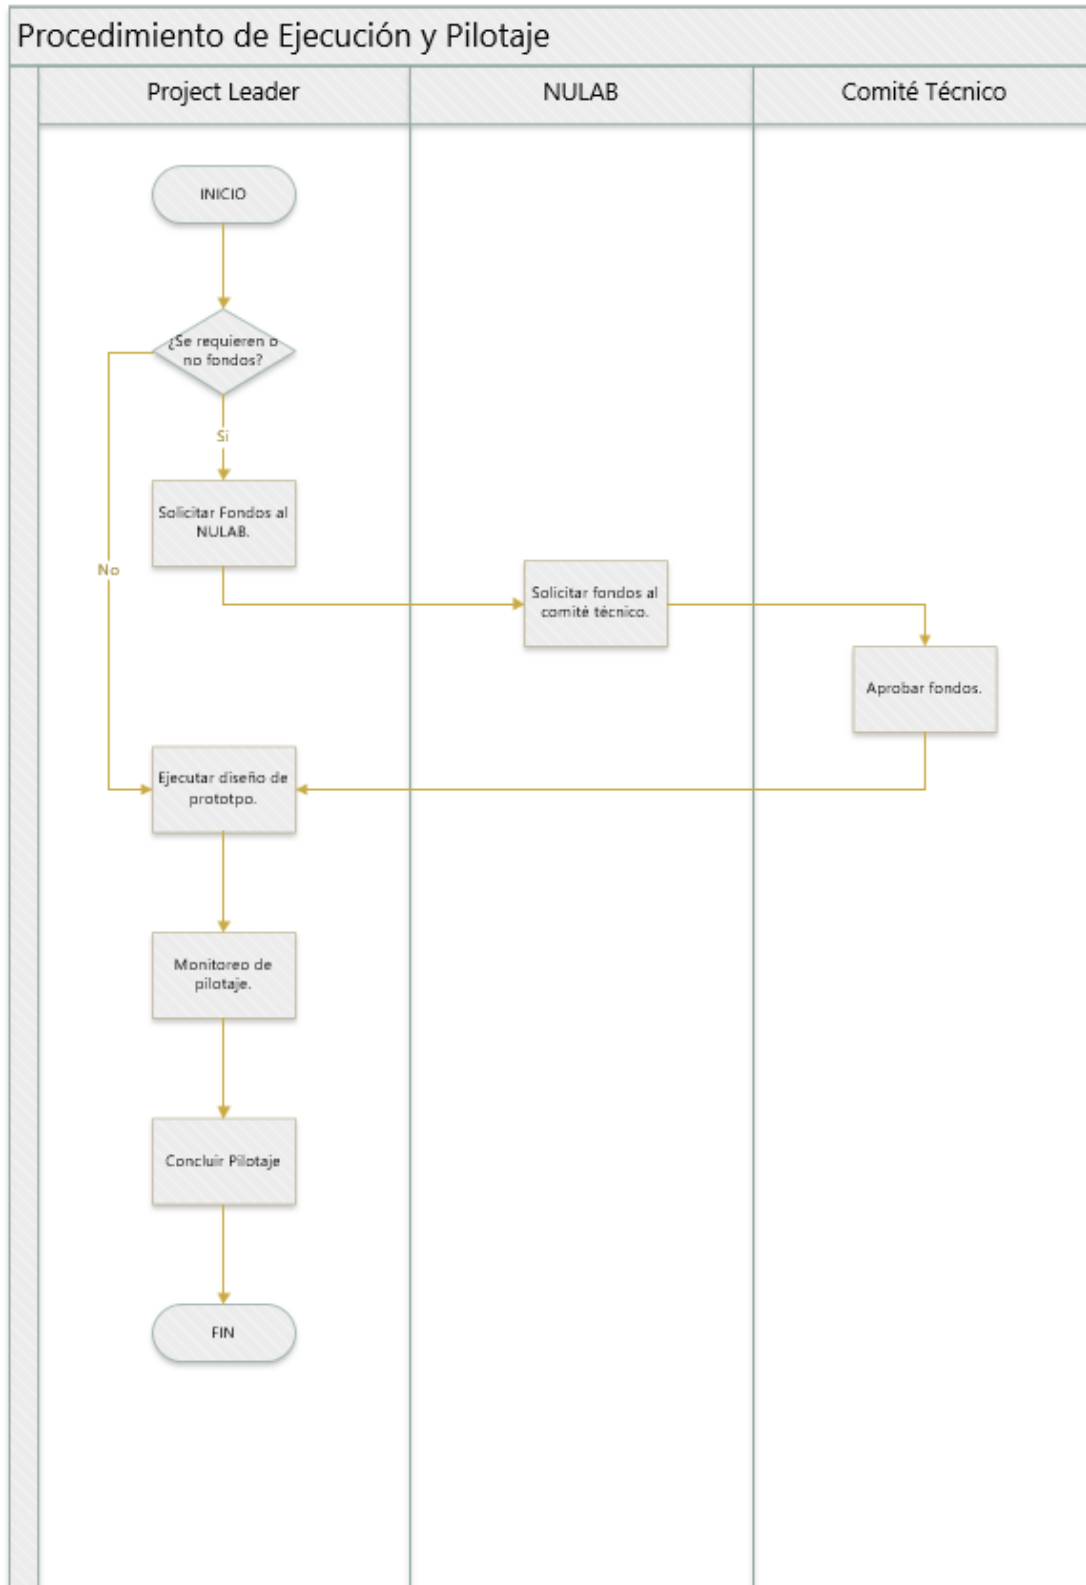 Procedimiento de Ejecución y Pilotaje
Project Leader
NULAB
Comité Técnico
INICIO
¿Se requieren o
no fondos?
Si
Solicitar Fondos al
NULAB.
No
Solicitar fondos al
comité técnico.
Aprobar fondos.
Ejecutar diseño de
prototpo.
Monitoreo de
pilotaje.
Concluir Pilotaje
FIN